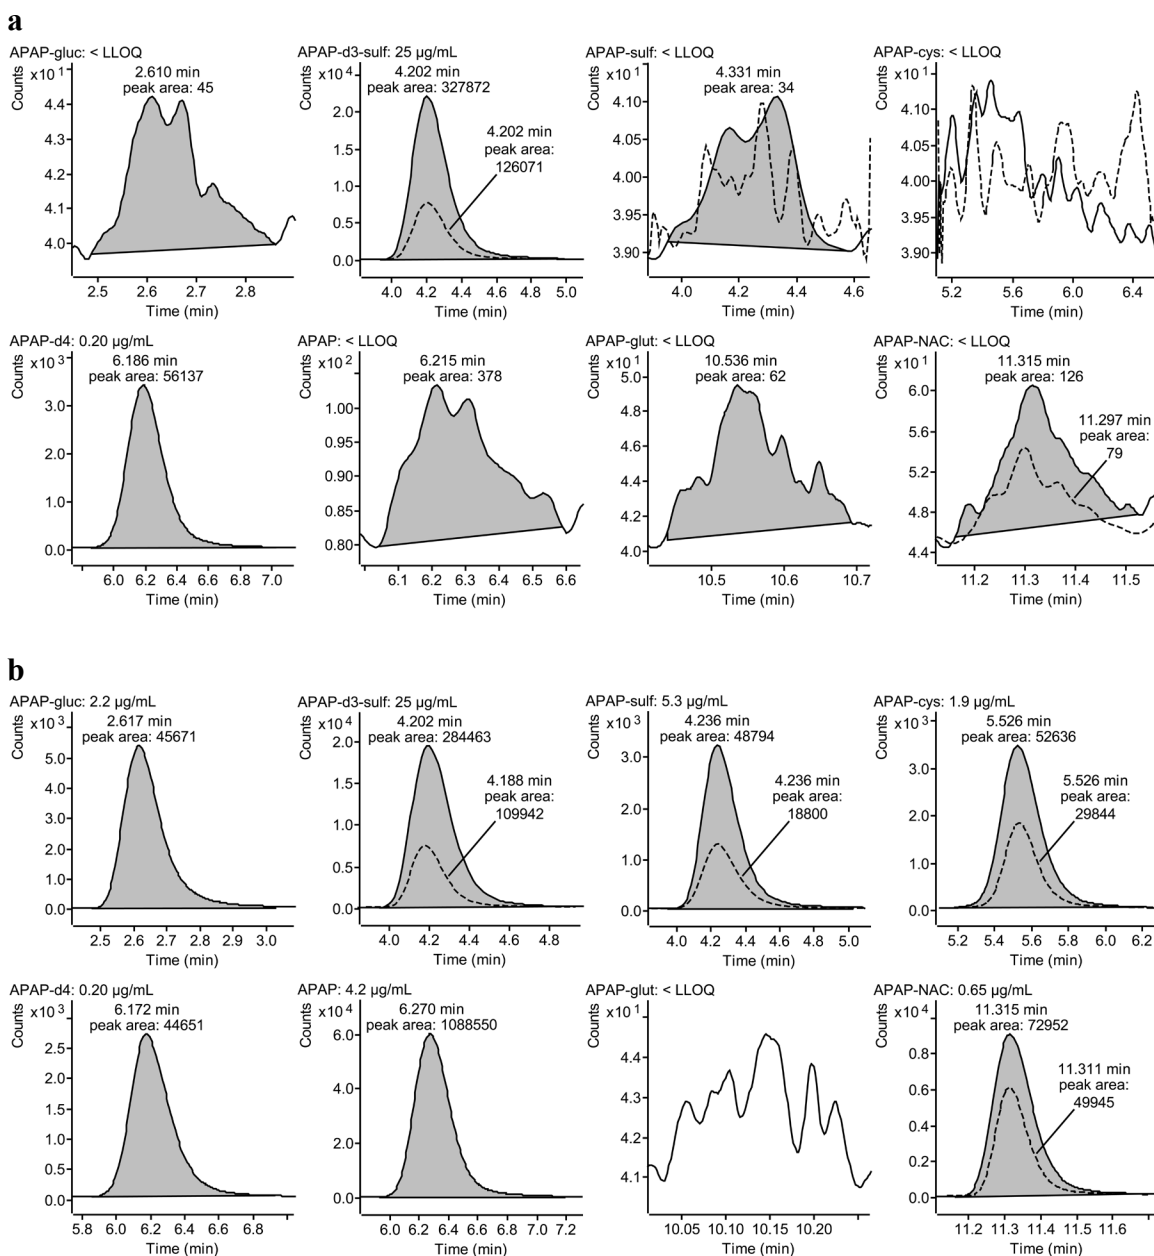 a
APAP-gluc: < LLOQ
Counts
x10 1
2.610 min
peak area: 45
4.4
4.3
4.2
4.1
4.0
2.5 2.6 2.7 2.8
Time (min)
APAP-d3-sulf: 25 µg/mL
Counts
x10 4
4.202 min
peak area: 327872
4.202 min
peak area:
126071
2.0
1.5
1.0
0.5
0.0
4.0 4.2 4.4 4.6 4.8 5.0
Time (min)
APAP-sulf: < LLOQ
Counts
x10 1
4.331 min
peak area: 34
4.10
4.05
4.00
3.95
3.90
4.0 4.2 4.4 4.6
Time (min)
APAP-cys: < LLOQ
Counts
x10 1
4.10
4.05
4.00
3.95
3.90
5.2 5.6 6.0 6.4
Time (min)
APAP-d4: 0.20 µg/mL
Counts
x10 3
6.186 min
peak area: 56137
3.0
2.0
1.0
0.0
6.0 6.2 6.4 6.6 6.8 7.0
Time (min)
APAP: < LLOQ
Counts
x10 2
6.215 min
peak area: 378
1.00
0.95
0.90
0.85
0.80
6.1 6.2 6.3 6.4 6.5 6.6
Time (min)
APAP-glut: < LLOQ
Counts
x10 1
10.536 min
peak area: 62
5.0
4.8
4.6
4.4
4.2
4.0
10.5 10.6 10.7
Time (min)
APAP-NAC: < LLOQ
Counts
x10 1
11.315 min
peak area: 126
11.297 min
peak area:
79
6.0
5.6
5.2
4.8
4.4
11.2 11.3 11.4 11.5
Time (min)
b
APAP-gluc: 2.2 µg/mL
Counts
x10 3
2.617 min
peak area: 45671
5.0
4.0
3.0
2.0
1.0
0.0
2.5 2.6 2.7 2.8 2.9 3.0
Time (min)
APAP-d3-sulf: 25 µg/mL
Counts
x10 4
4.202 min
peak area: 284463
4.188 min
peak area:
109942
2.0
1.5
1.0
0.5
0.0
4.0 4.2 4.4 4.6 4.8
Time (min)
APAP-sulf: 5.3 µg/mL
Counts
x10 3
4.236 min
peak area: 48794
4.236 min
peak area:
18800
3.0
2.0
1.0
0.0
4.0 4.2 4.4 4.6 4.8 5.0
Time (min)
APAP-cys: 1.9 µg/mL
Counts
x10 3
5.526 min
peak area: 52636
5.526 min
peak area:
29844
3.0
2.0
1.0
0.0
5.2 5.4 5.6 5.8 6.0 6.2
Time (min)
APAP-d4: 0.20 µg/mL
Counts
x10 3
6.172 min
peak area: 44651
2.5
2.0
1.5
1.0
0.5
0.0
5.8 6.0 6.2 6.4 6.6 6.8
Time (min)
APAP: 4.2 µg/mL
Counts
x10 4
6.270 min
peak area: 1088550
6.0
4.0
2.0
0.0
6.0 6.2 6.4 6.6 6.8 7.0 7.2
Time (min)
APAP-glut: < LLOQ
Counts
x10 1
4.4
4.3
4.2
4.1
10.05 10.10 10.15 10.20
Time (min)
APAP-NAC: 0.65 µg/mL
Counts
x10 4
11.315 min
peak area: 72952
11.311 min
peak area:
49945
0.8
0.6
0.4
0.2
0.0
11.2 11.3 11.4 11.5 11.6
Time (min)